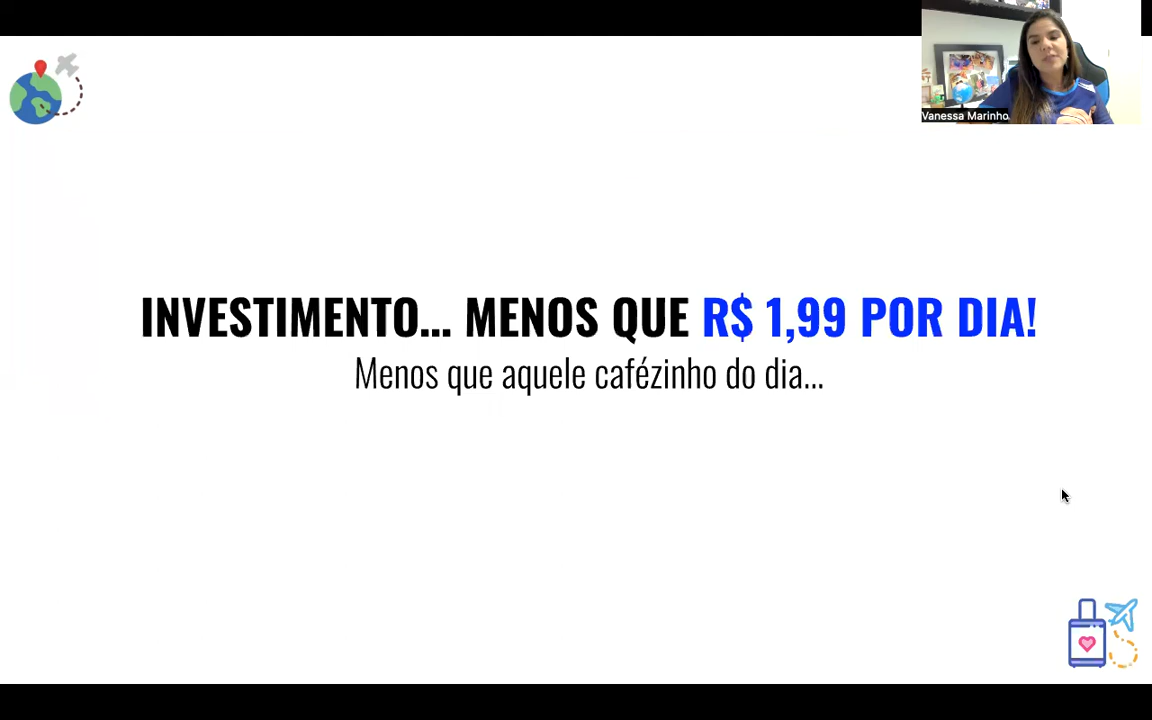 Vanessa Marinho
INVESTIMENTO... MENOS QUE R$ 1,99 POR DIA!
Menos que aquele cafézinho do dia...